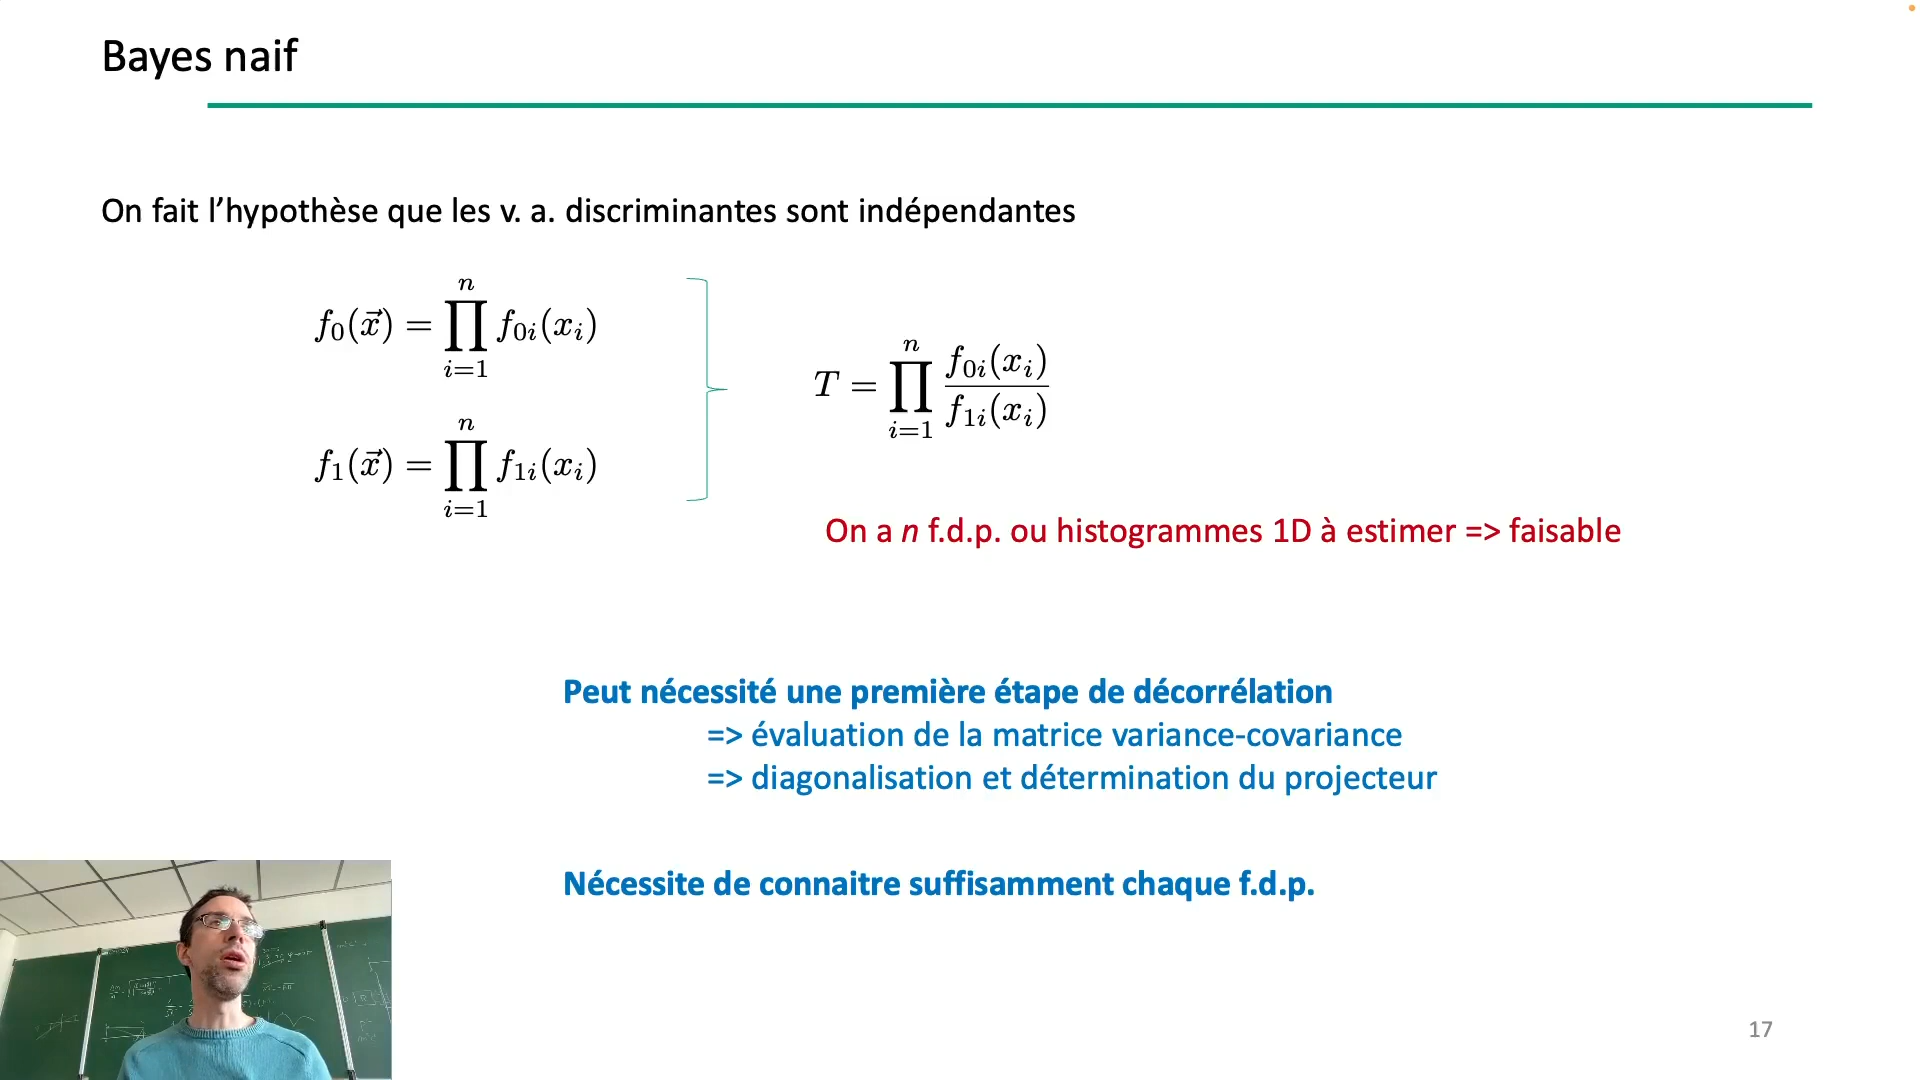 Bayes naif
On fait l’hypothèse que les v. a. discriminantes sont indépendantes
$f_0(\vec{x}) = \prod_{i=1}^{n} f_{0i}(x_i)$
$f_1(\vec{x}) = \prod_{i=1}^{n} f_{1i}(x_i)$
$T = \prod_{i=1}^{n} \frac{f_{0i}(x_i)}{f_{1i}(x_i)}$
On a n f.d.p. ou histogrammes 1D à estimer => faisable
Peut nécessité une première étape de décorrélation
=> évaluation de la matrice variance-covariance
=> diagonalisation et détermination du projecteur
Nécessite de connaitre suffisamment chaque f.d.p.
17